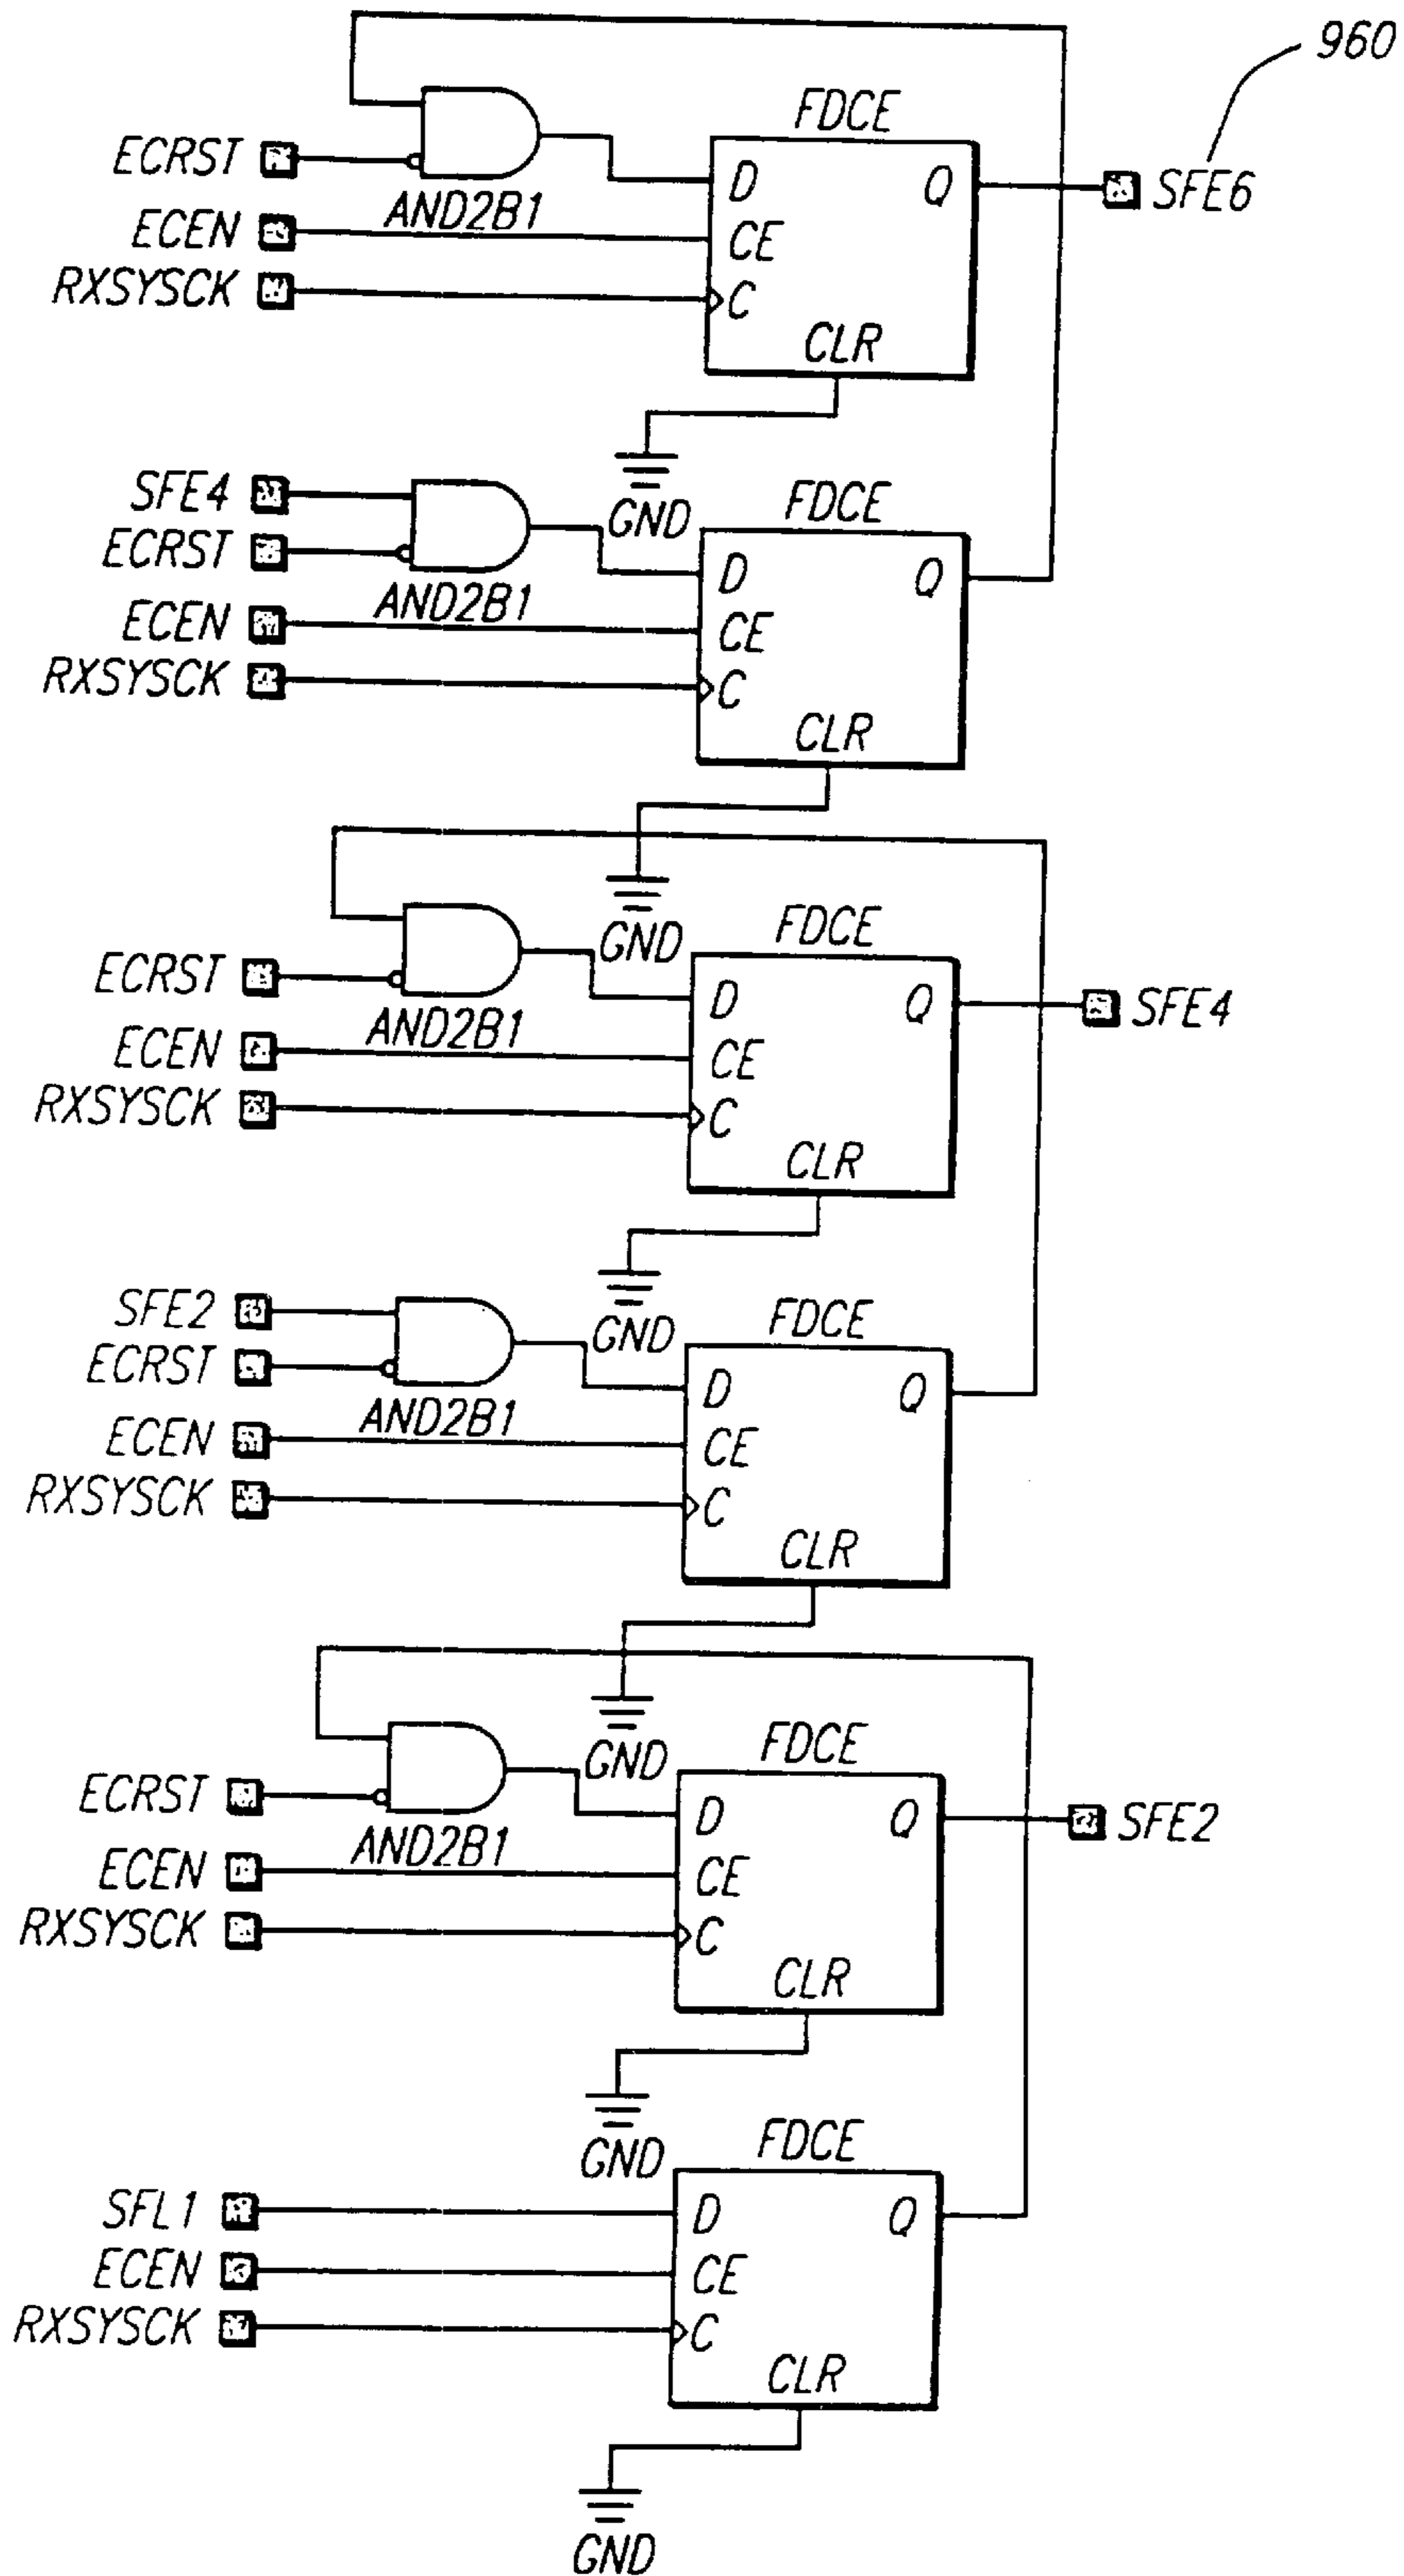 960
FDCE
ECRST
D
Q
SFE6
AND2B1
ECEN
CE
RXSYSCK
C
CLR
GND
SFE4
FDCE
ECRST
D
Q
AND2B1
ECEN
CE
RXSYSCK
C
CLR
GND
FDCE
ECRST
D
Q
SFE4
AND2B1
ECEN
CE
RXSYSCK
C
CLR
GND
SFE2
FDCE
ECRST
D
Q
AND2B1
ECEN
CE
RXSYSCK
C
CLR
GND
FDCE
ECRST
D
Q
SFE2
AND2B1
ECEN
CE
RXSYSCK
C
CLR
GND
FDCE
SFL1
D
Q
ECEN
CE
RXSYSCK
C
CLR
GND